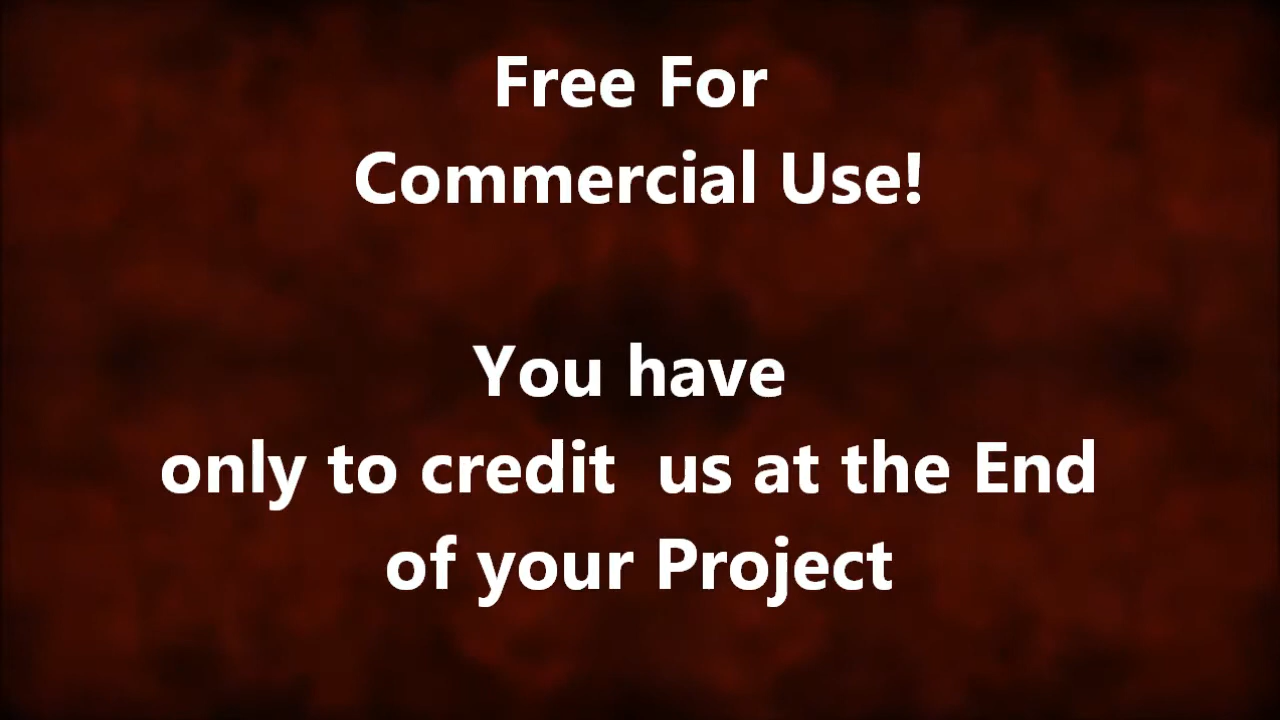 Free For
Commercial Use!
You have
only to credit  us at the End
of your Project